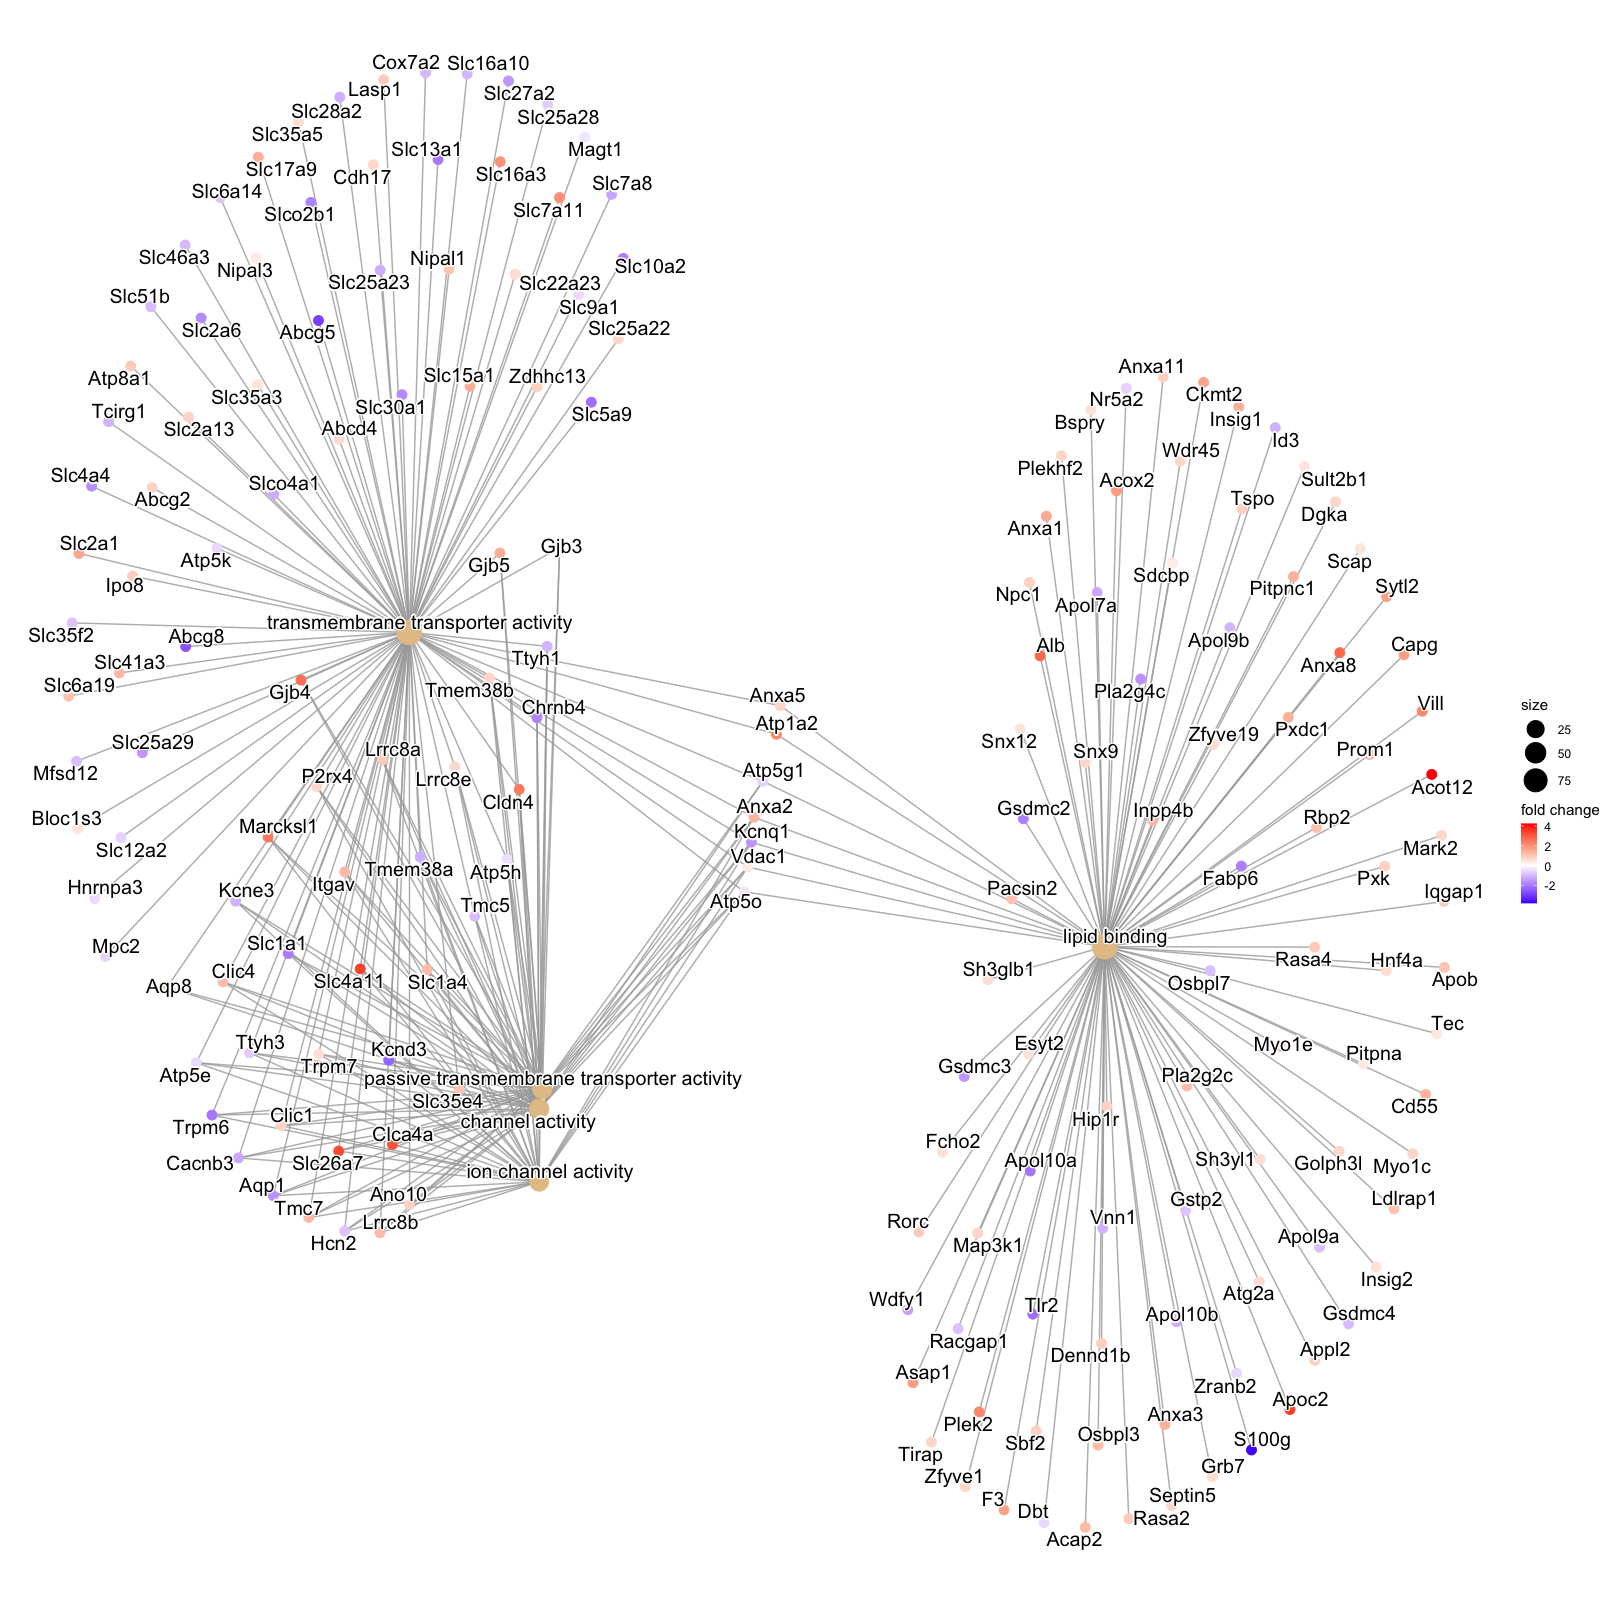 Cox7a2
Slc16a10
Lasp1
Slc27a2
Slc28a2
Slc25a28
Slc35a5
Slc13a1
Magt1
Slc17a9
Cdh17
Slc16a3
Slc6a14
Slc7a8
Slco2b1
Slc7a11
Slc46a3
Nipal3
Nipal1
Slc10a2
Slc25a23
Slc22a23
Slc51b
Slc9a1
Slc2a6
Abcg5
Slc25a22
Atp8a1
Slc15a1
Zdhhc13
Slc35a3
Tcirg1
Slc30a1
Slc5a9
Slc2a13
Abcd4
Slc4a4
Slco4a1
Abcg2
Slc2a1
Atp5k
Ipo8
Gjb5
Gjb3
transmembrane transporter activity
Slc35f2
Abcg8
Slc41a3
Slc6a19
Gjb4
Ttyh1
Tmem38b
Chrnb4
Anxa5
Atp1a2
Slc25a29
Mfsd12
Lrrc8a
P2rx4
Lrrc8e
Atp5g1
Cldn4
Anxa2
Bloc1s3
Marcksl1
Kcnq1
Slc12a2
Vdac1
Tmem38a
Atp5h
Itgav
Hnrnpa3
Kcne3
Tmc5
Atp5o
Mpc2
Slc1a1
Clic4
Slc4a11
Slc1a4
Aqp8
Ttyh3
Kcnd3
Trpm7
Atp5e
passive transmembrane transporter activity
Slc35e4
Clic1
channel activity
Trpm6
Clca4a
Cacnb3
Slc26a7
ion channel activity
Aqp1
Ano10
Tmc7
Lrrc8b
Hcn2
Anxa11
Nr5a2
Ckmt2
Bspry
Insig1
Id3
Plekhf2
Wdr45
Acox2
Sult2b1
Tspo
Dgka
Anxa1
Scap
Sdcbp
Npc1
Apol7a
Pitpnc1
Sytl2
Apol9b
Alb
Anxa8
Capg
Pla2g4c
Vill
Snx12
Snx9
Zfyve19
Pxdc1
Prom1
Acot12
Gsdmc2
Inpp4b
Rbp2
Mark2
Fabp6
Pxk
Pacsin2
Iqgap1
lipid binding
Sh3glb1
Osbpl7
Rasa4
Hnf4a
Apob
Tec
Esyt2
Myo1e
Pitpna
Gsdmc3
Pla2g2c
Cd55
Hip1r
Fcho2
Apol10a
Sh3yl1
Golph3l
Myo1c
Gstp2
Ldlrap1
Rorc
Vnn1
Map3k1
Apol9a
Insig2
Wdfy1
Tlr2
Atg2a
Racgap1
Apol10b
Gsdmc4
Dennd1b
Appl2
Asap1
Zranb2
Apoc2
Plek2
Anxa3
Sbf2
Osbpl3
S100g
Tirap
Grb7
Zfyve1
F3
Septin5
Dbt
Rasa2
Acap2
size
25
50
75
fold change
4
2
0
-2